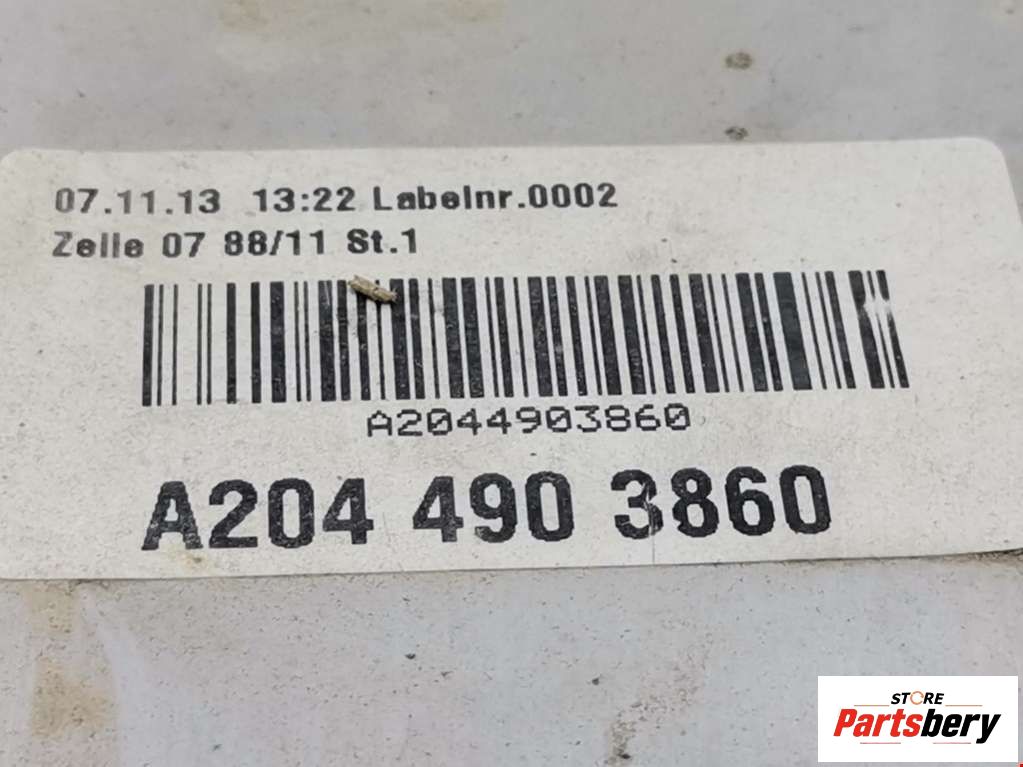 07.11.13 13:22 Labelnr.0002
Zelle 07 88/11 St.1
A2044903860
A204 490 3860
STORE
Partsbery